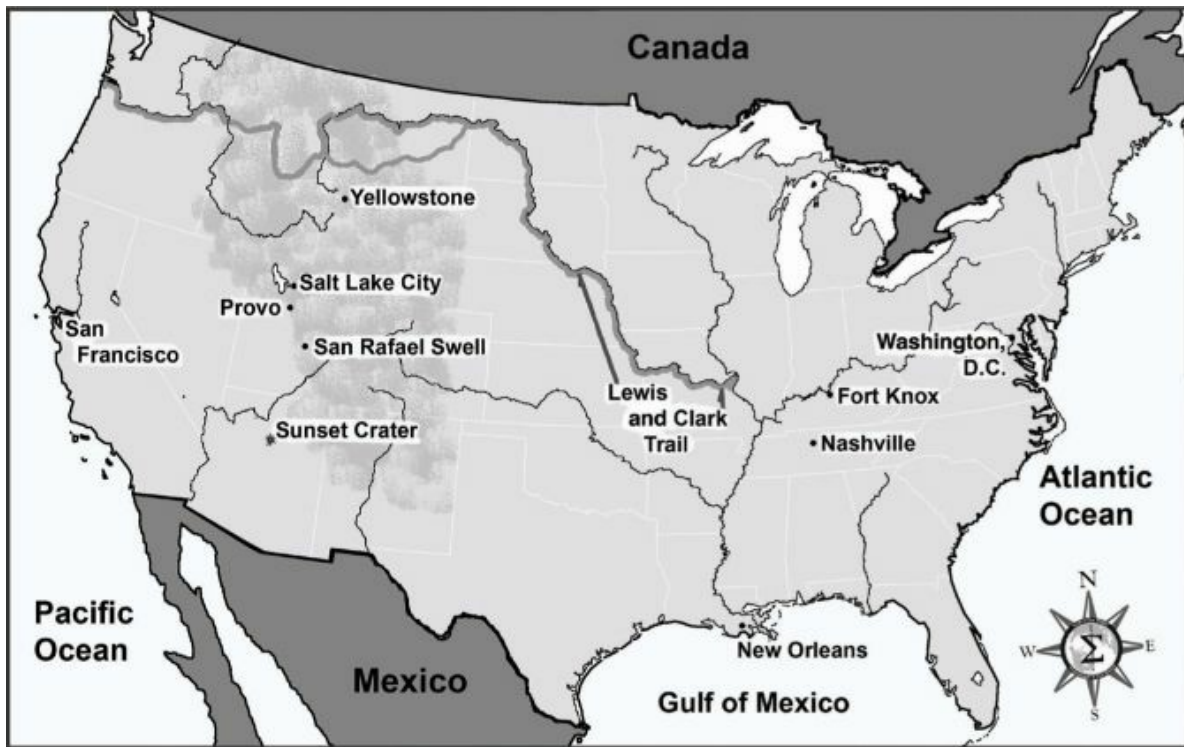 Canada
Yellowstone
Salt Lake City
Provo
San
Francisco
San Rafael Swell
Washington,
D.C.
Lewis
and Clark
Trail
Fort Knox
Sunset Crater
Nashville
Atlantic
Ocean
Pacific
Ocean
New Orleans
Mexico
Gulf of Mexico
N
W
Σ
E
S